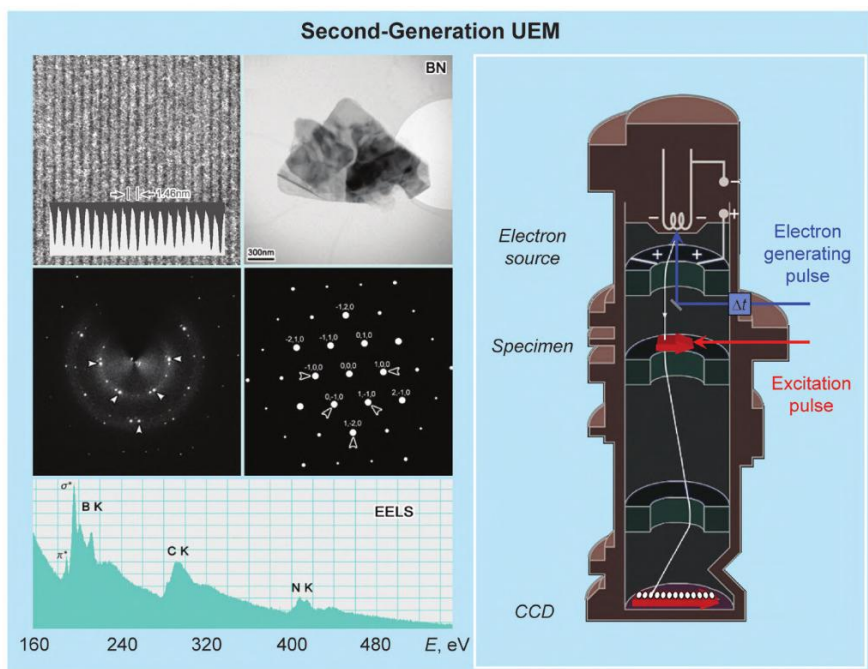 Second-Generation UEM
BN
1.46nm
300nm
-1,2,0
-2,1,0
-1,1,0
0,1,0
-1,0,0
0,0,0
1,0,0
0,-1,0
1,-1,0
2,-1,0
1,-2,0
σ*
B K
π*
C K
N K
EELS
160 240 320 400 480 E, eV
Electron
source
Specimen
CCD
− − − +
+ +
Electron
generating
pulse
Δt
Excitation
pulse